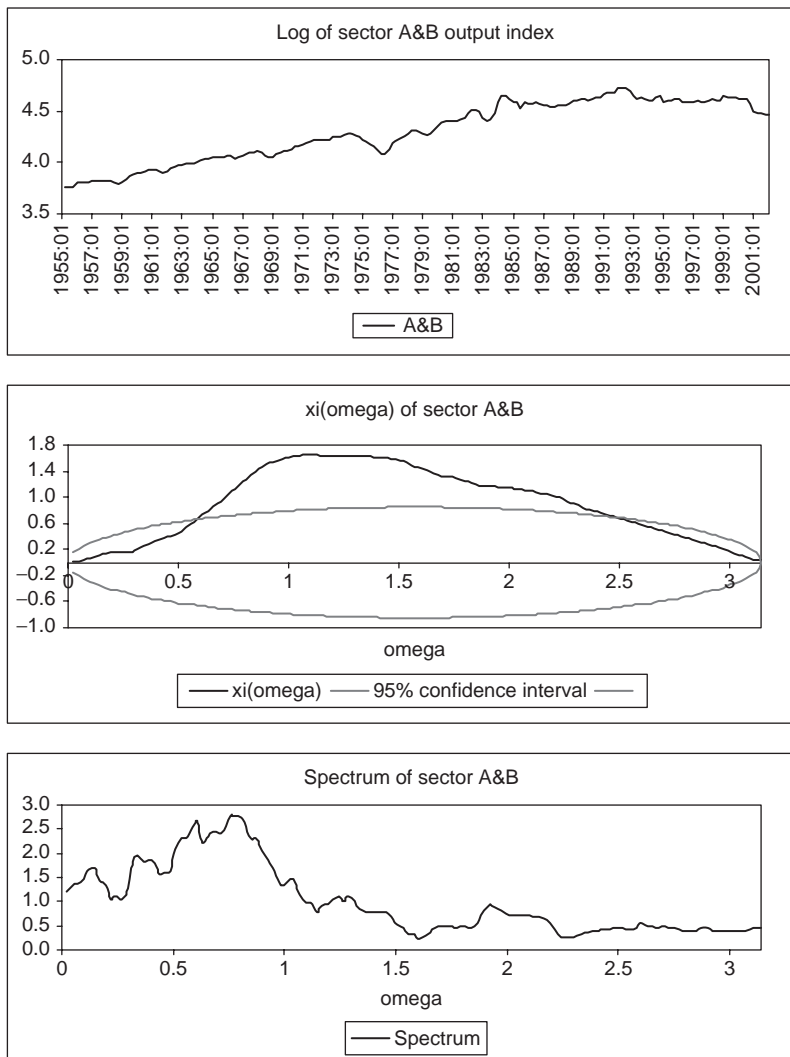 Log of sector A&B output index
5.0
4.5
4.0
3.5
1955:01 1957:01 1959:01 1961:01 1963:01 1965:01 1967:01 1969:01 1971:01 1973:01 1975:01 1977:01 1979:01 1981:01 1983:01 1985:01 1987:01 1989:01 1991:01 1993:01 1995:01 1997:01 1999:01 2001:01
A&B
xi(omega) of sector A&B
1.8
1.4
1.0
0.6
0.2
−0.2
−0.6
−1.0
0 0.5 1 1.5 2 2.5 3
omega
xi(omega) 95% confidence interval
Spectrum of sector A&B
3.0
2.5
2.0
1.5
1.0
0.5
0.0
0 0.5 1 1.5 2 2.5 3
omega
Spectrum